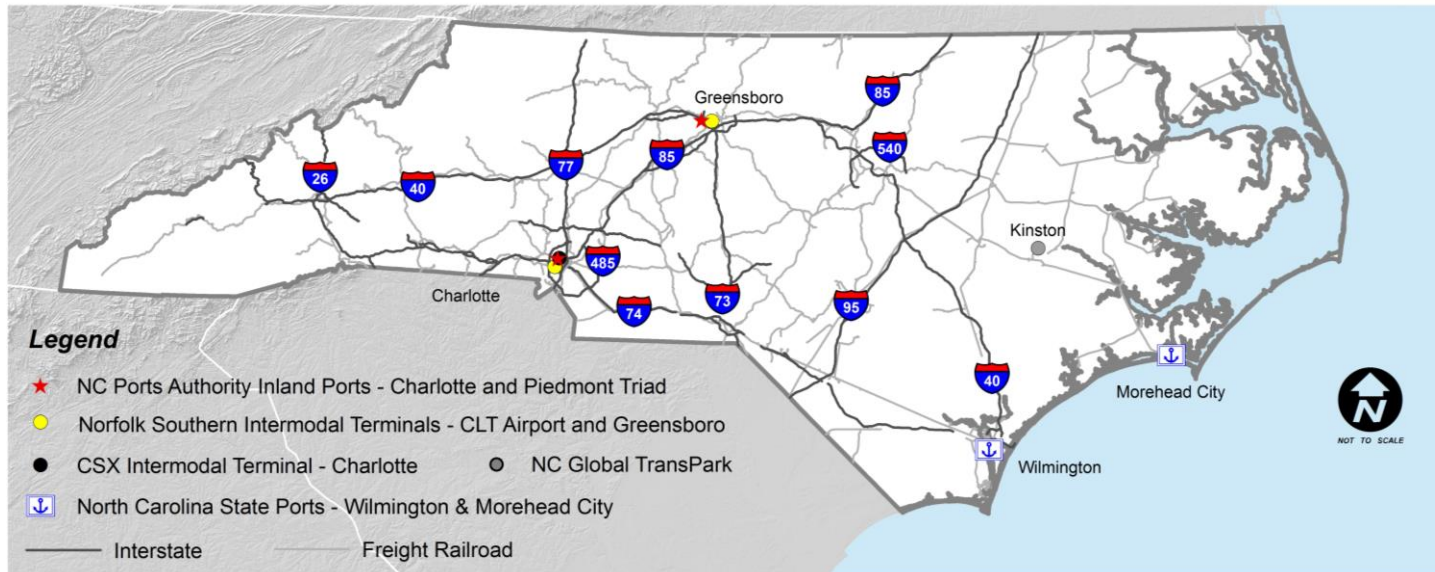 85
Greensboro
540
77
85
26
40
Kinston
485
Charlotte
73
95
74
Legend
NC Ports Authority Inland Ports - Charlotte and Piedmont Triad
40
Morehead City
N
NOT TO SCALE
Norfolk Southern Intermodal Terminals - CLT Airport and Greensboro
CSX Intermodal Terminal - Charlotte
NC Global TransPark
Wilmington
North Carolina State Ports - Wilmington & Morehead City
Interstate
Freight Railroad